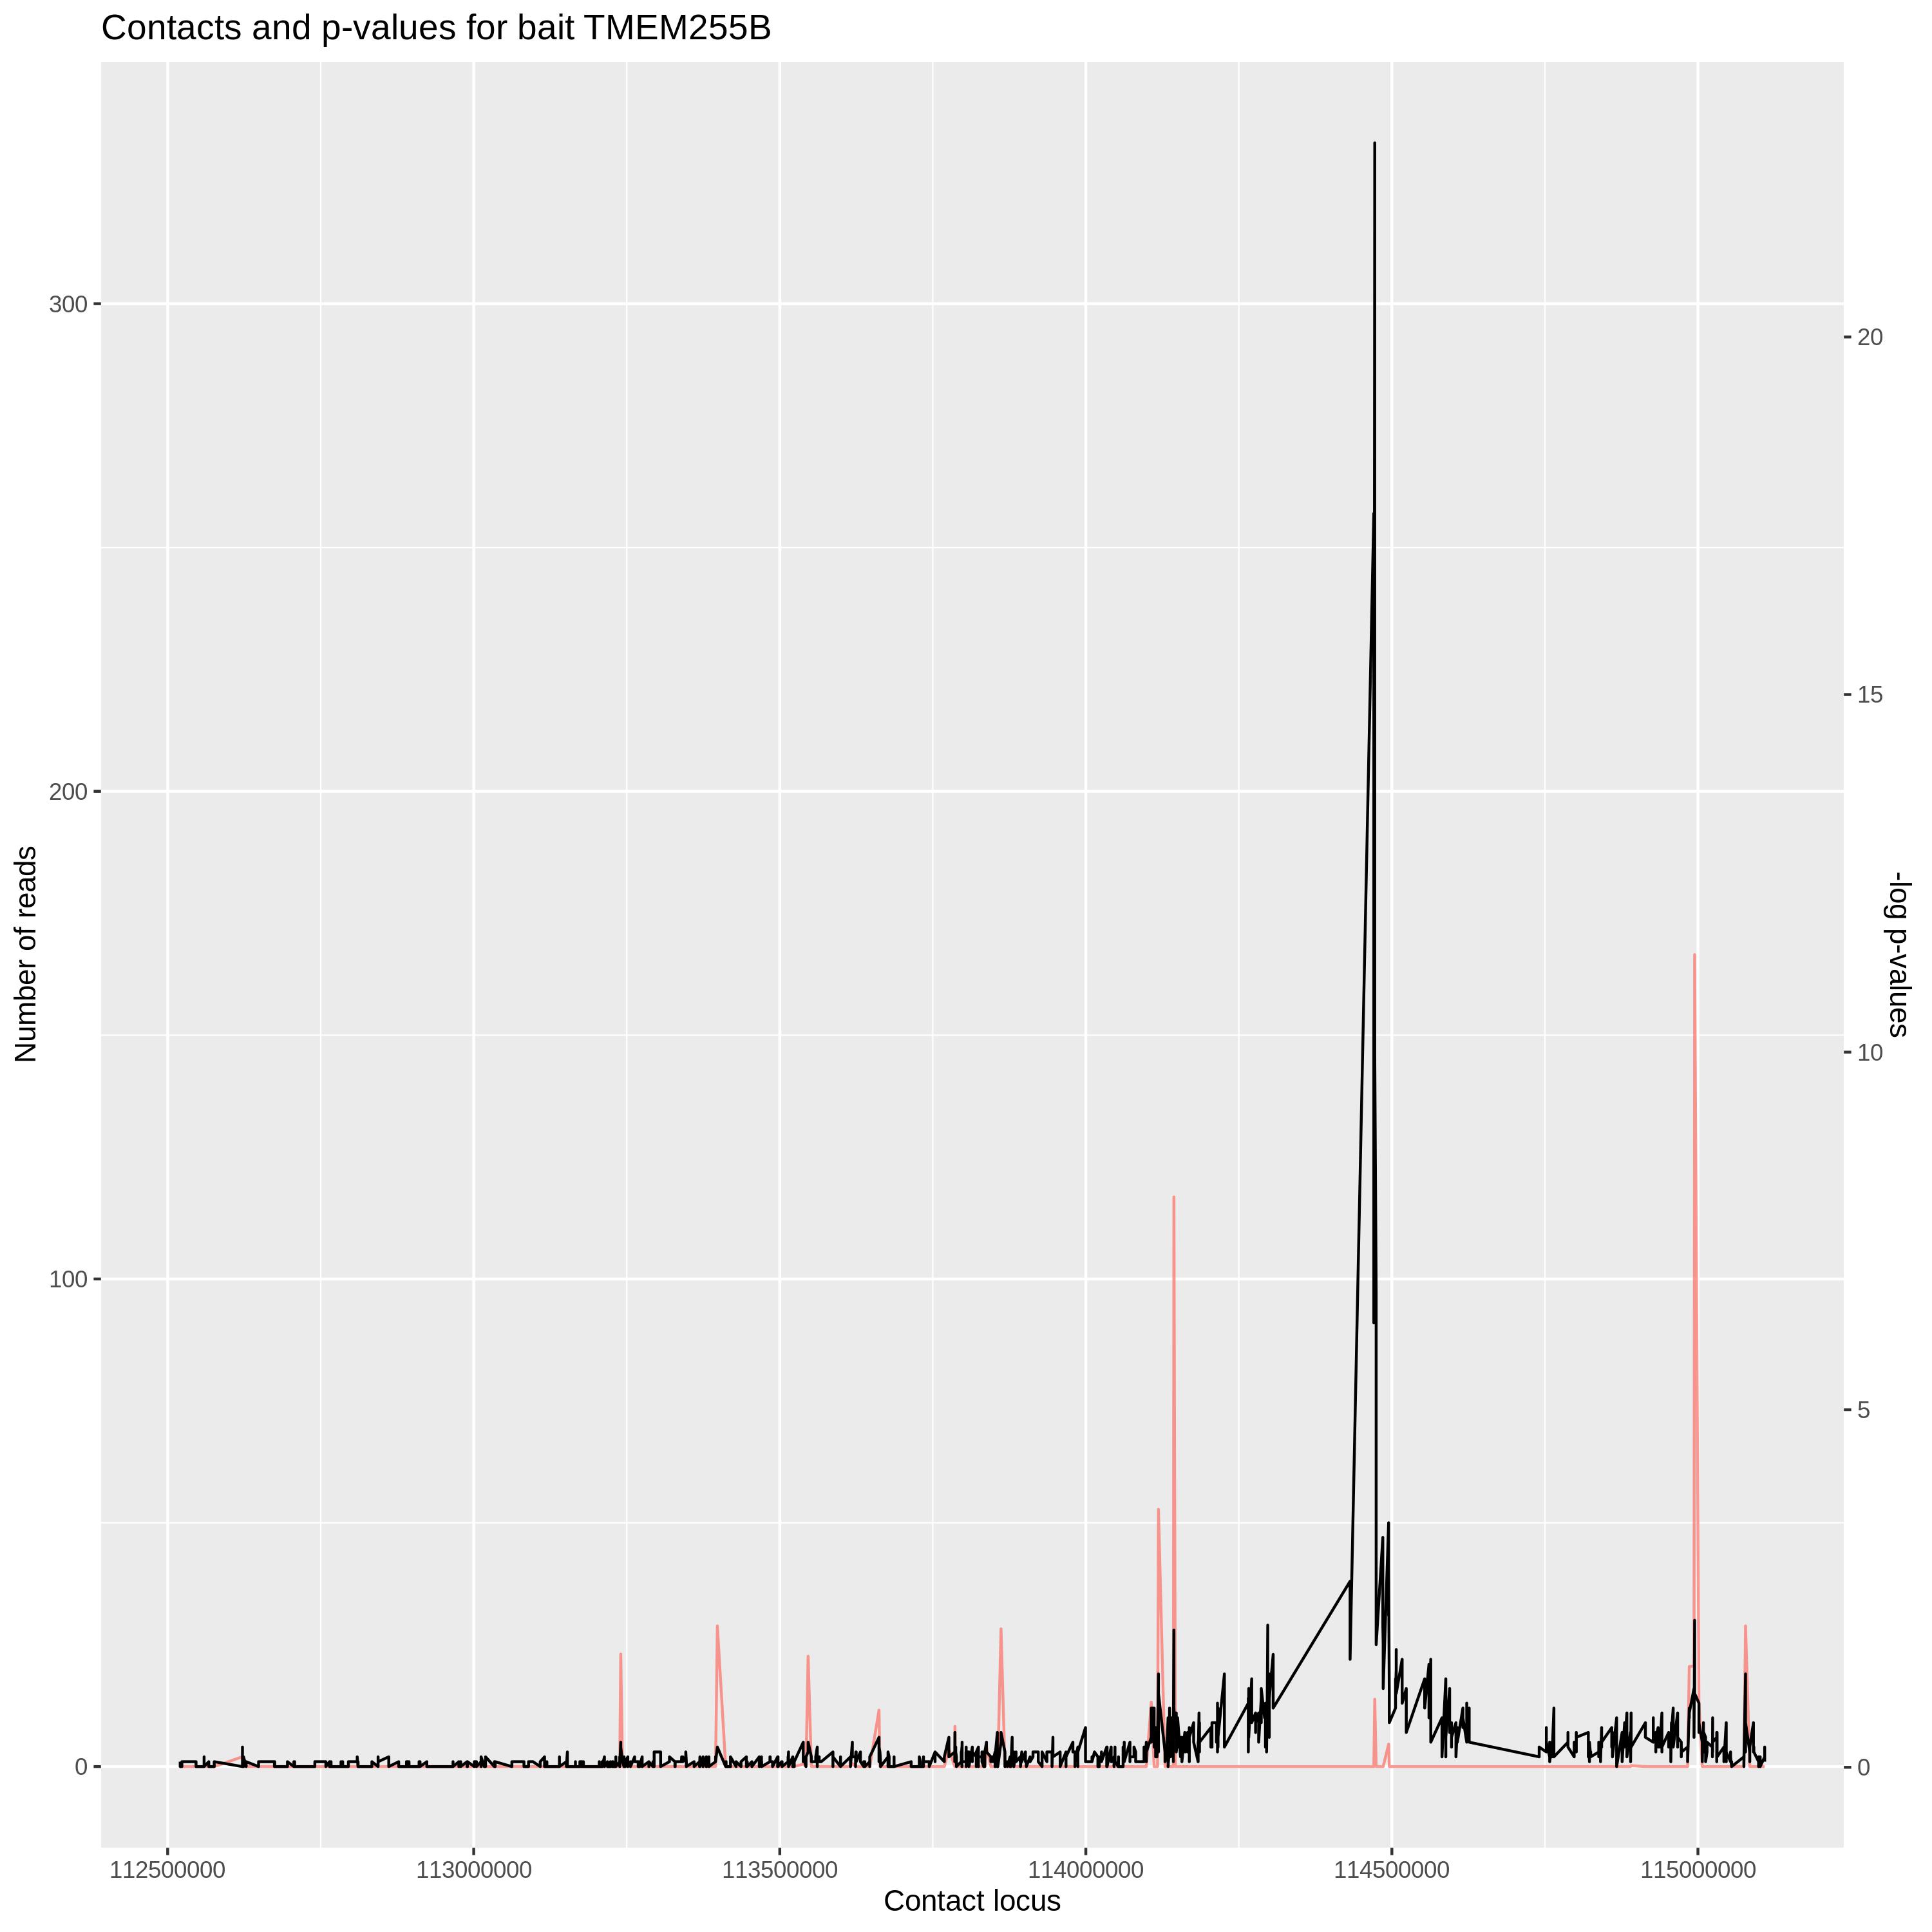 Contacts and p-values for bait TMEM255B
Number of reads
300
200
100
0
20
15
10
5
0
-log p-values
112500000 113000000 113500000 114000000 114500000 115000000
Contact locus